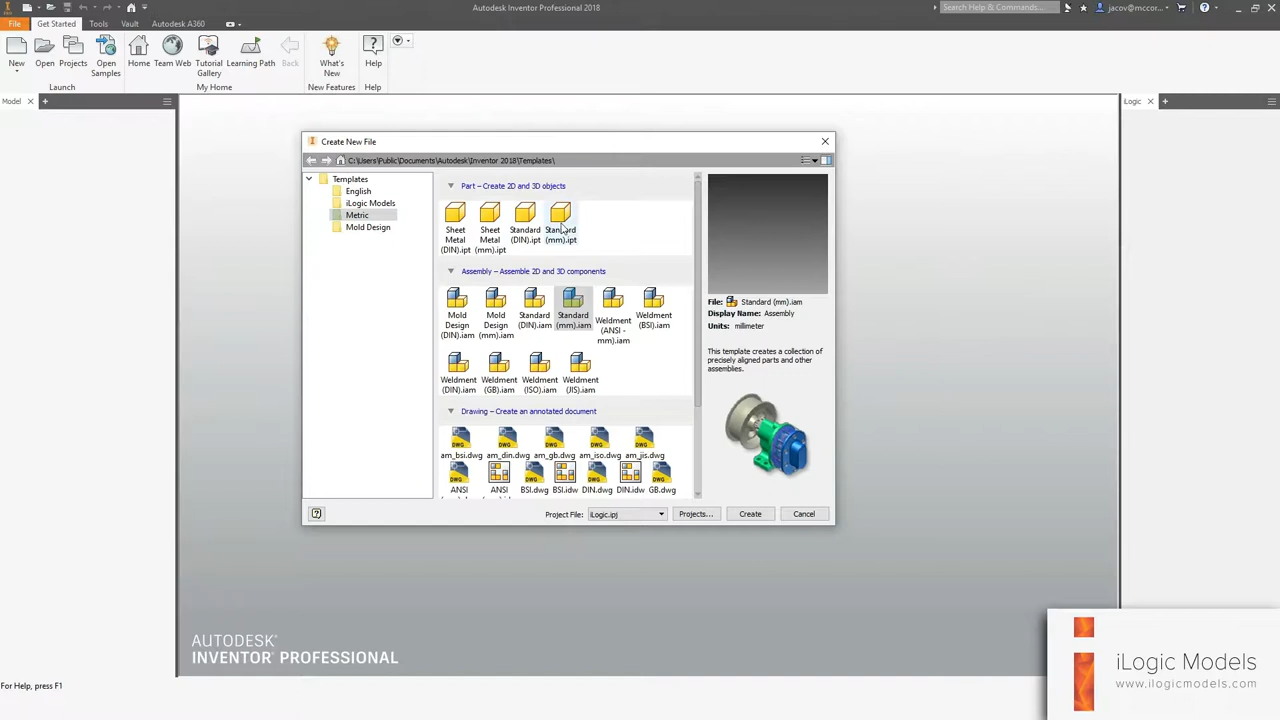 Autodesk Inventor Professional 2018
Search Help & Commands...
jacov@mccor...
File
Get Started
Tools
Vault
Autodesk A360
New
Open
Projects
Open
Samples
Home
Team Web
Tutorial
Gallery
Learning Path
Back
What's
New
Help
Launch
My Home
New Features
Help
Model
iLogic
Create New File
C:\Users\Public\Documents\Autodesk\Inventor 2018\Templates\
Templates
English
iLogic Models
Metric
Mold Design
Part – Create 2D and 3D objects
Sheet
Metal
(DIN).ipt
Sheet
Metal
(mm).ipt
Standard
(DIN).ipt
Standard
(mm).ipt
Assembly – Assemble 2D and 3D components
Mold
Design
(DIN).iam
Mold
Design
(mm).iam
Standard
(DIN).iam
Standard
(mm).iam
Weldment
(ANSI -
mm).iam
Weldment
(BSI).iam
Weldment
(DIN).iam
Weldment
(GB).iam
Weldment
(ISO).iam
Weldment
(JIS).iam
Drawing – Create an annotated document
am_bsi.dwg
am_din.dwg
am_gb.dwg
am_iso.dwg
am_jis.dwg
ANSI
ANSI
BSI.dwg
BSI.idw
DIN.dwg
DIN.idw
GB.dwg
File: Standard (mm).iam
Display Name: Assembly
Units: millimeter
This template creates a collection of
precisely aligned parts and other
assemblies.
Project File:
iLogic.ipj
Projects...
Create
Cancel
AUTODESK®
INVENTOR® PROFESSIONAL
For Help, press F1
iLogic Models
www.ilogicmodels.com